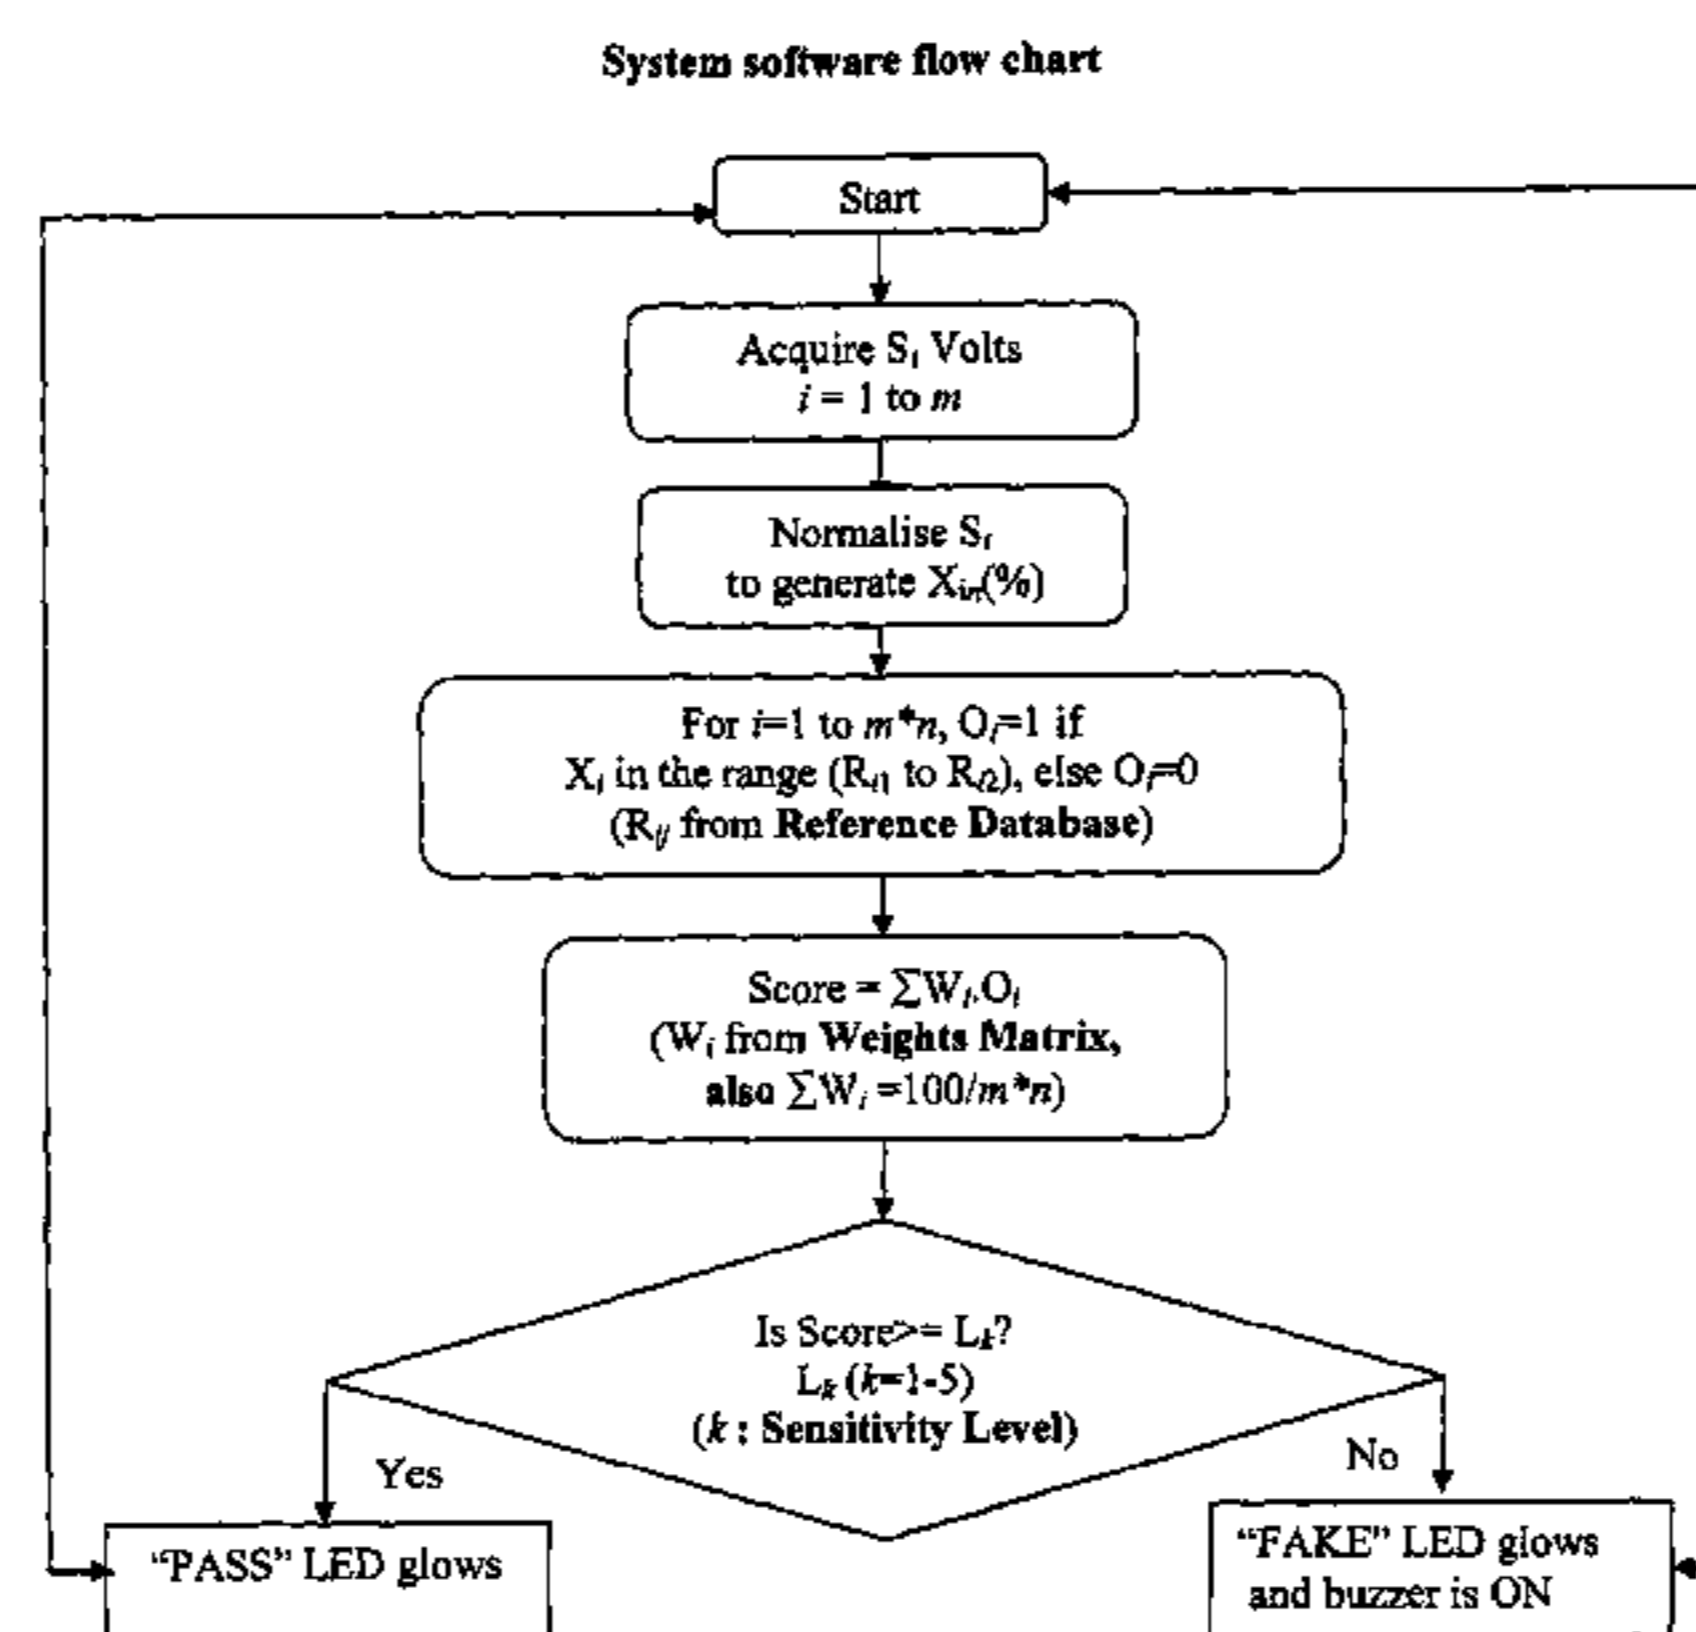 System software flow chart
Start
Acquire Sᵢ Volts
i = 1 to m
Normalise Sᵢ
to generate Xᵢₙ(%)
For i=1 to m*n, Oᵢ=1 if
Xᵢ in the range (Rᵢ₁ to Rᵢ₂), else Oᵢ=0
(Rᵢⱼ from Reference Database)
Score = ∑Wᵢ.Oᵢ
(Wᵢ from Weights Matrix,
also ∑Wᵢ =100/m*n)
Is Score>= Lₖ?
Lₖ (k=1-5)
(k : Sensitivity Level)
Yes
No
“PASS” LED glows
“FAKE” LED glows
and buzzer is ON